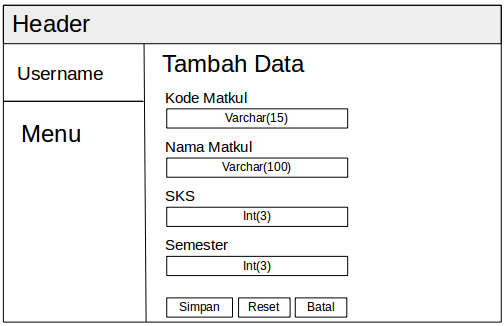 Header
Username
Menu
Tambah Data
Kode Matkul
Varchar(15)
Nama Matkul
Varchar(100)
SKS
Int(3)
Semester
Int(3)
Simpan Reset Batal